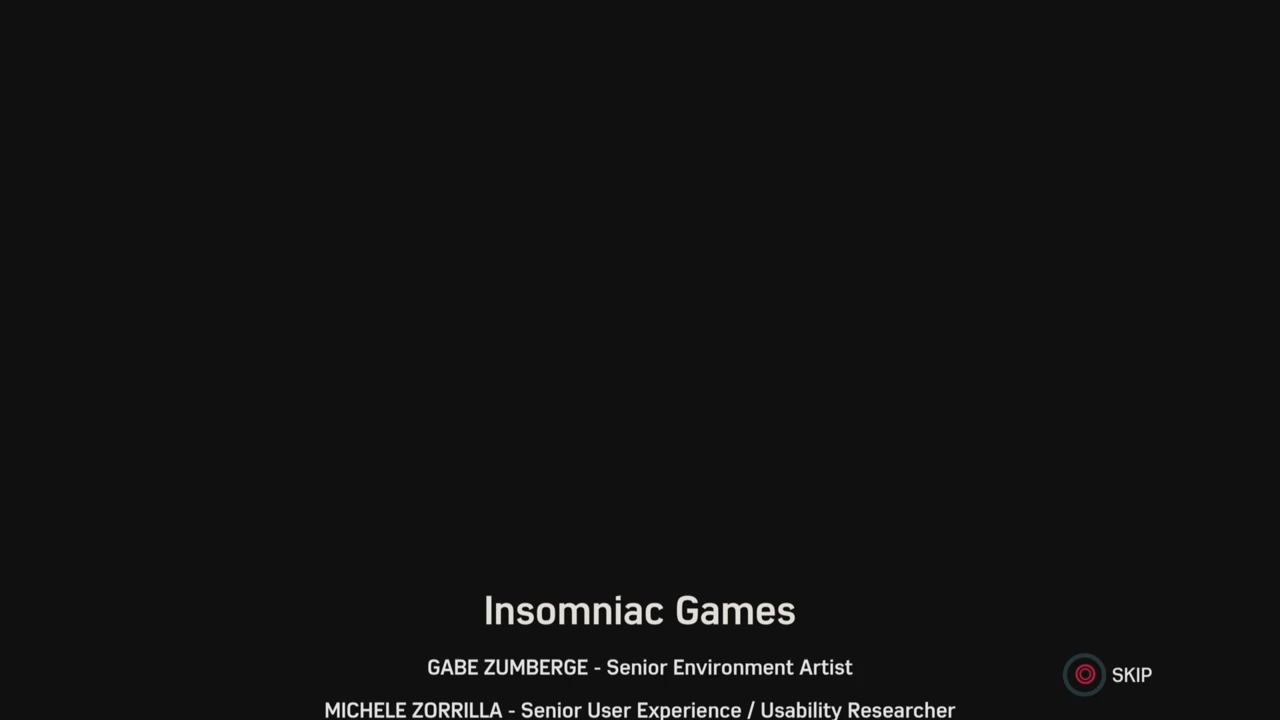 Insomniac Games
GABE ZUMBERGE - Senior Environment Artist
SKIP
MICHELE ZORRILLA - Senior User Experience / Usability Researcher